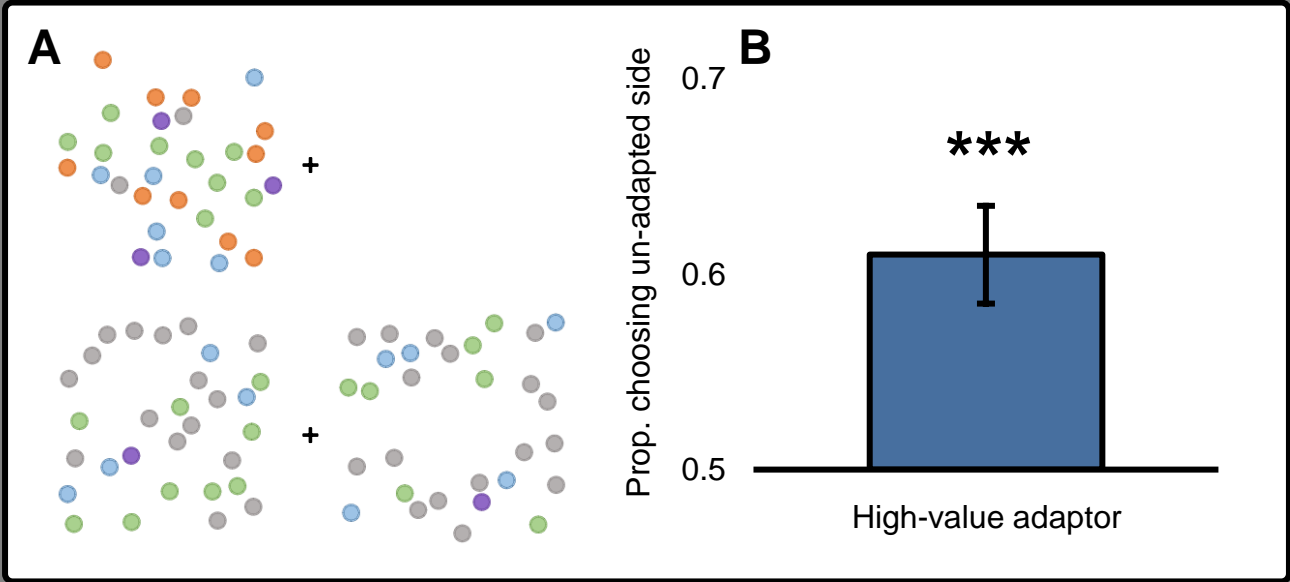 A
+
+
B
Prop. choosing un-adapted side
0.7
0.6
0.5
***
High-value adaptor